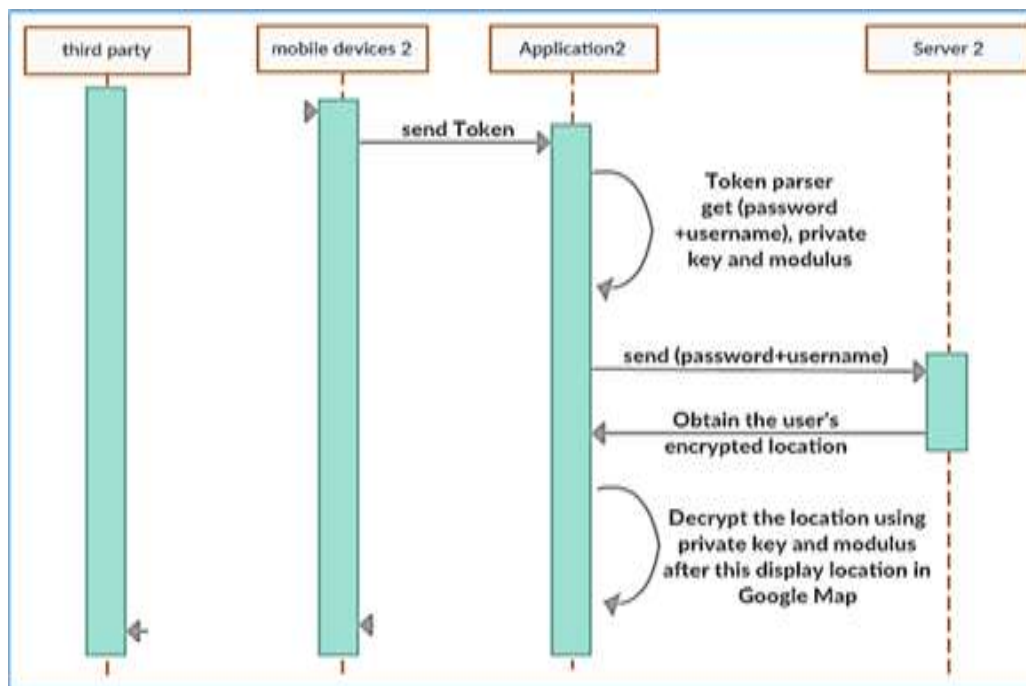 third party
mobile devices 2
Application2
Server 2
send Token
Token parser
get (password
+username), private
key and modulus
send (password+username)
Obtain the user's
encrypted location
Decrypt the location using
private key and modulus
after this display location in
Google Map